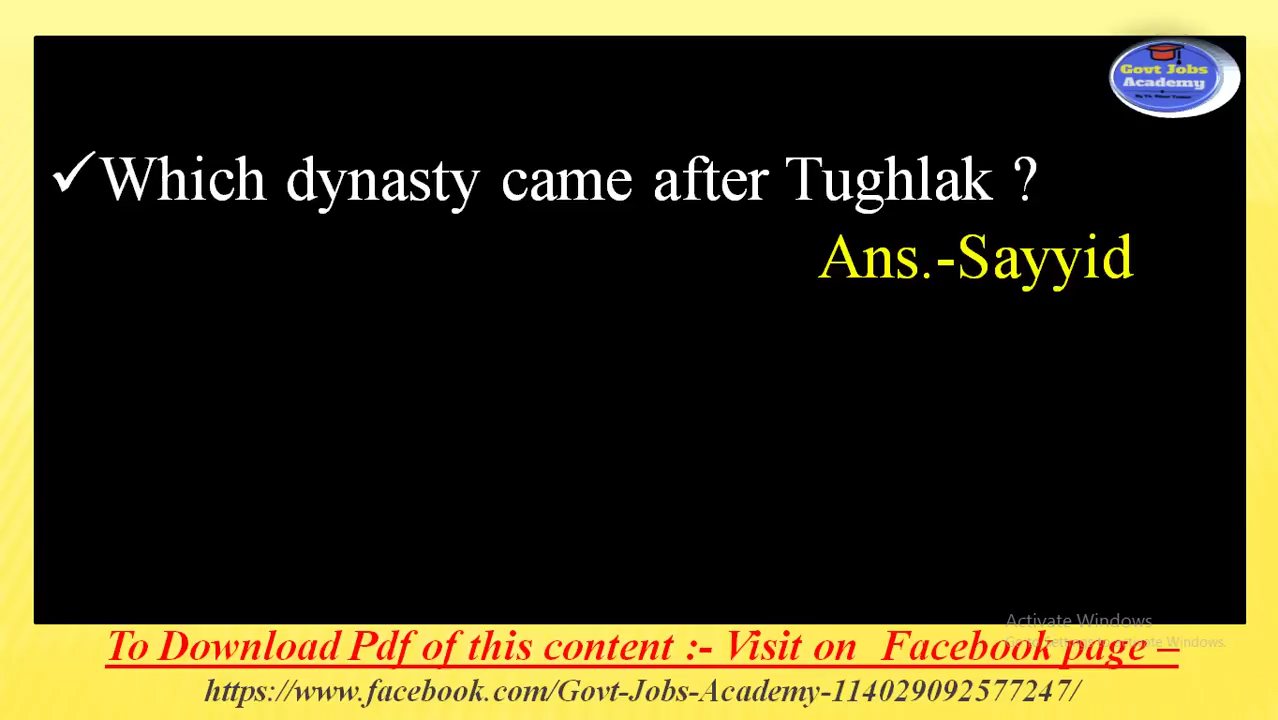 Govt Jobs
Academy
✓Which dynasty came after Tughlak ?
Ans.-Sayyid
Activate Windows
To Download Pdf of this content :- Visit on Facebook page –
https://www.facebook.com/Govt-Jobs-Academy-114029092577247/